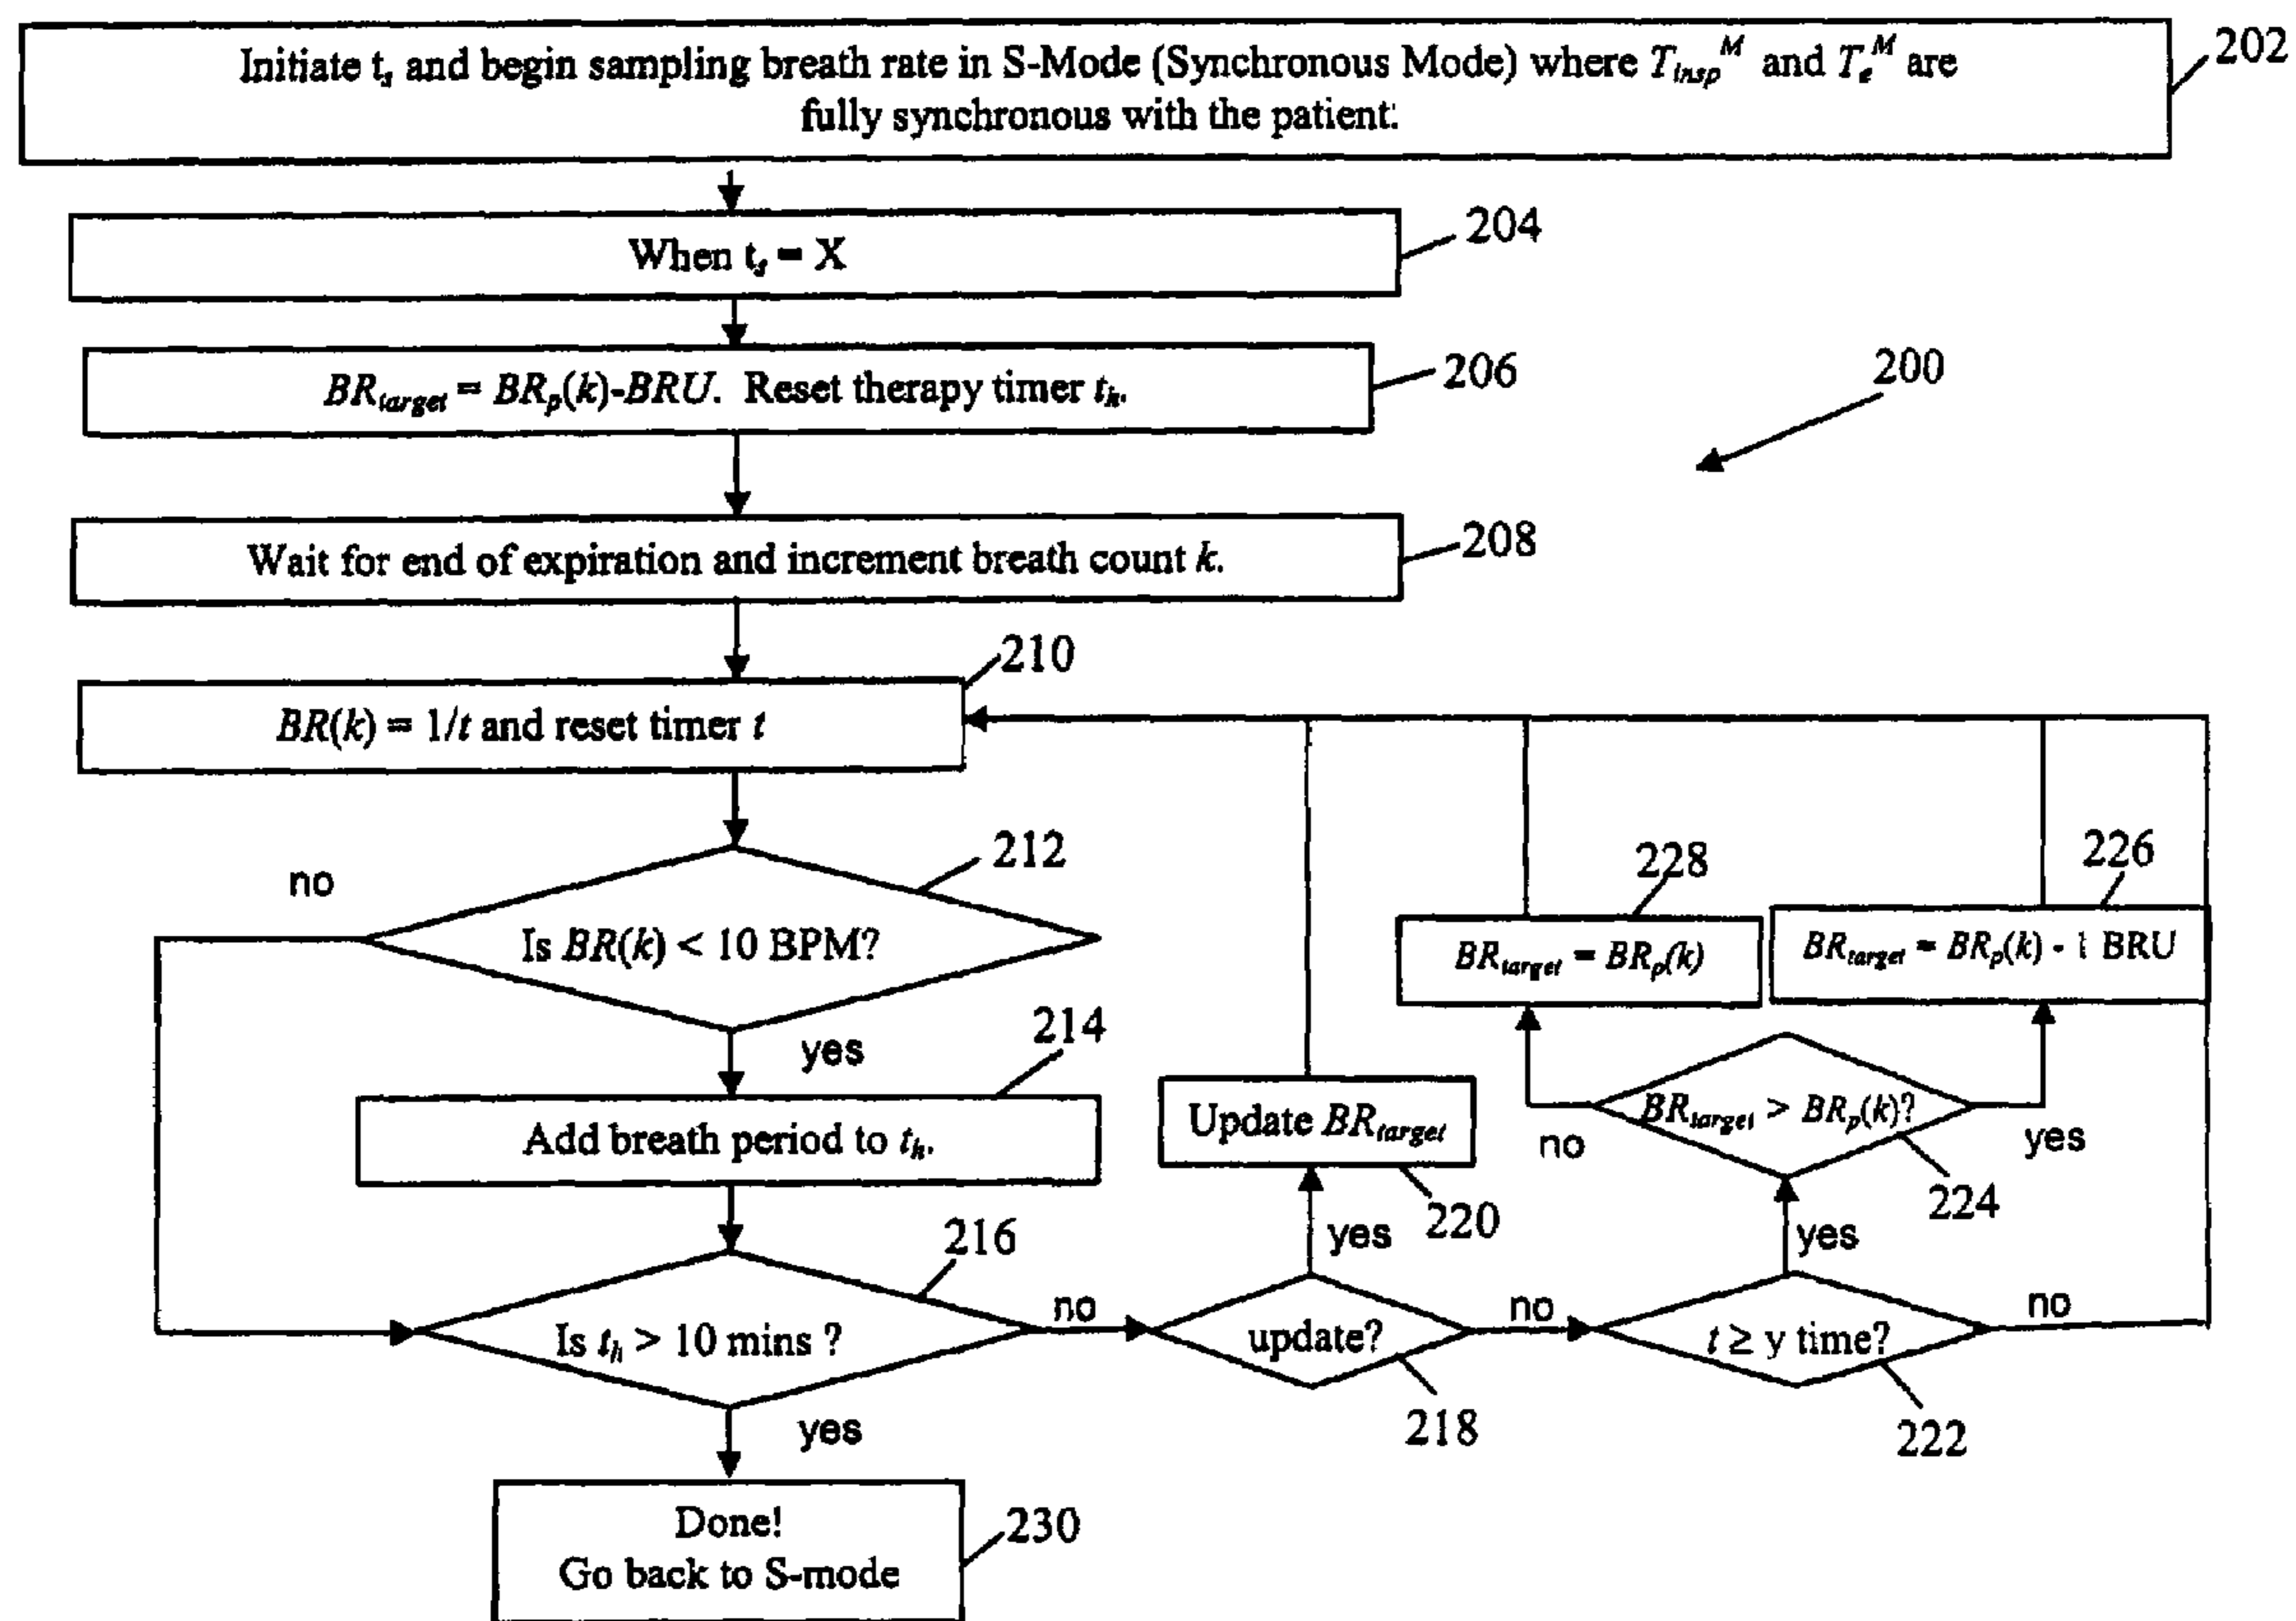 Initiate tₛ and begin sampling breath rate in S-Mode (Synchronous Mode) where T_insp^M and T_e^M are
fully synchronous with the patient:
202
When tₛ = X
204
BR_target = BR_p(k)-BRU. Reset therapy timer t_h.
206
200
Wait for end of expiration and increment breath count k.
208
210
BR(k) = 1/t and reset timer t
212
no
Is BR(k) < 10 BPM?
yes
214
Add breath period to t_h.
216
Is t_h > 10 mins ?
no
yes
Done!
Go back to S-mode
230
update?
218
yes
no
Update BR_target
220
t ≥ y time?
222
yes
no
BR_target > BR_p(k)?
224
no
yes
228
BR_target = BR_p(k)
226
BR_target = BR_p(k) - 1 BRU